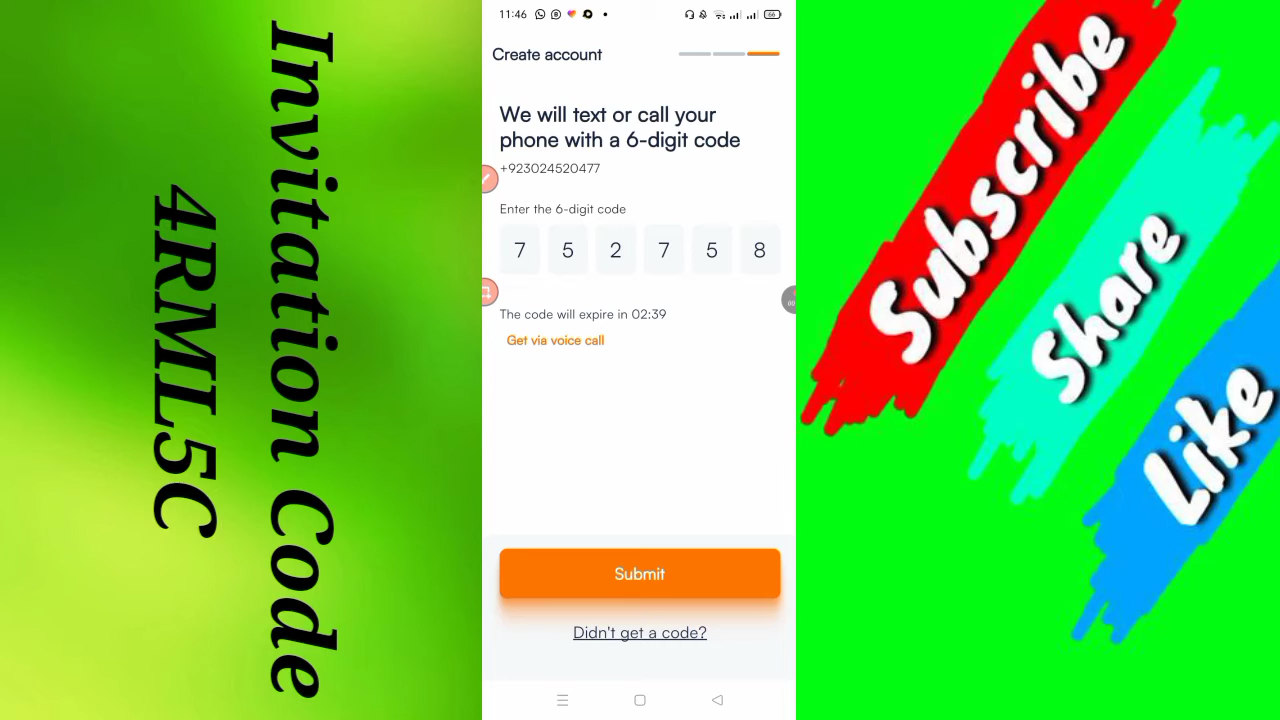 Invitation Code
4RML5C
11:46
66
Create account
We will text or call your
phone with a 6-digit code
+923024520477
Enter the 6-digit code
7 5 2 7 5 8
The code will expire in 02:39
Get via voice call
Submit
Didn't get a code?
Subscribe
Share
Like